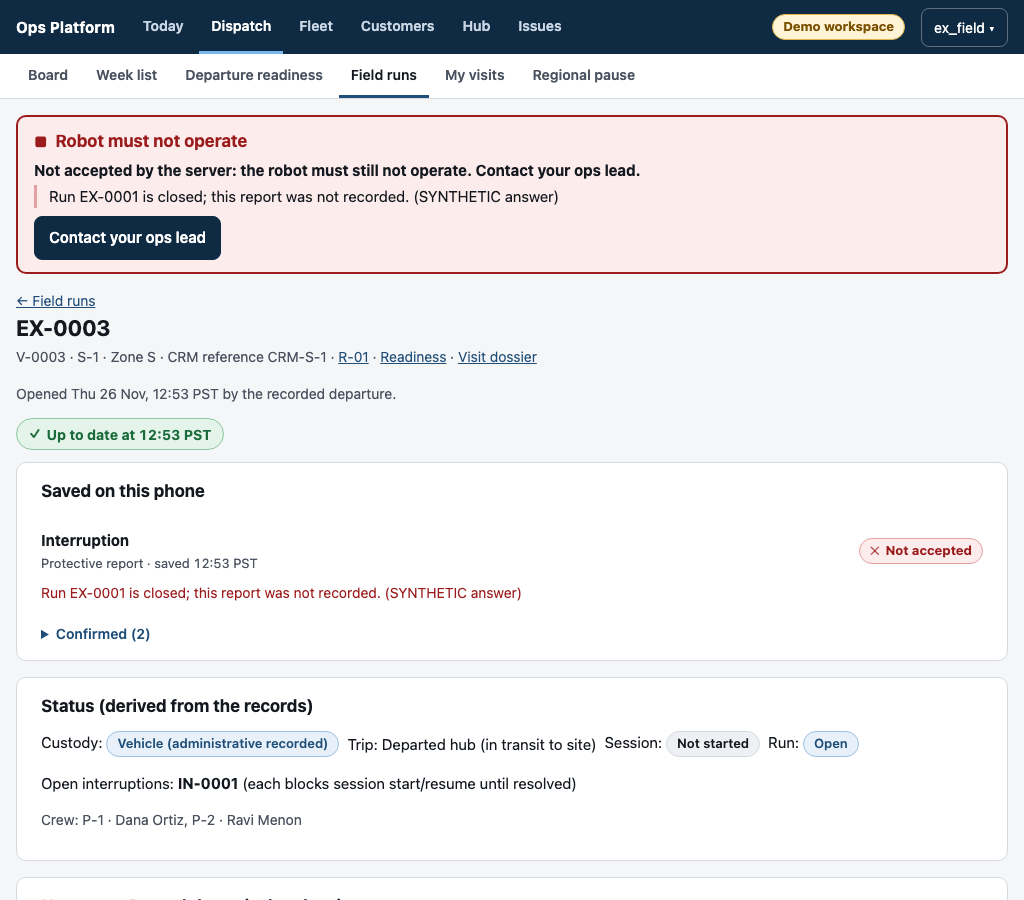 Ops Platform Today Dispatch Fleet Customers Hub Issues Demo workspace ex_field ▾
Board Week list Departure readiness Field runs My visits Regional pause
Robot must not operate
Not accepted by the server: the robot must still not operate. Contact your ops lead.
Run EX-0001 is closed; this report was not recorded. (SYNTHETIC answer)
Contact your ops lead
← Field runs
EX-0003
V-0003 · S-1 · Zone S · CRM reference CRM-S-1 · R-01 · Readiness · Visit dossier
Opened Thu 26 Nov, 12:53 PST by the recorded departure.
✓ Up to date at 12:53 PST
Saved on this phone
Interruption
Protective report · saved 12:53 PST
✕ Not accepted
Run EX-0001 is closed; this report was not recorded. (SYNTHETIC answer)
▶ Confirmed (2)
Status (derived from the records)
Custody: Vehicle (administrative recorded) Trip: Departed hub (in transit to site) Session: Not started Run: Open
Open interruptions: IN-0001 (each blocks session start/resume until resolved)
Crew: P-1 · Dana Ortiz, P-2 · Ravi Menon